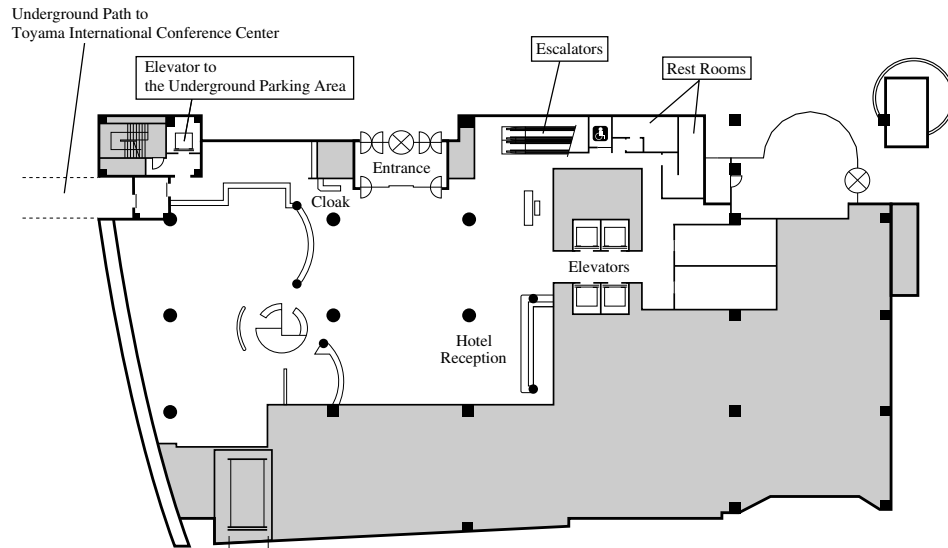 Underground Path to
Toyama International Conference Center
Elevator to
the Underground Parking Area
Escalators
Rest Rooms
Entrance
Cloak
Elevators
Hotel
Reception